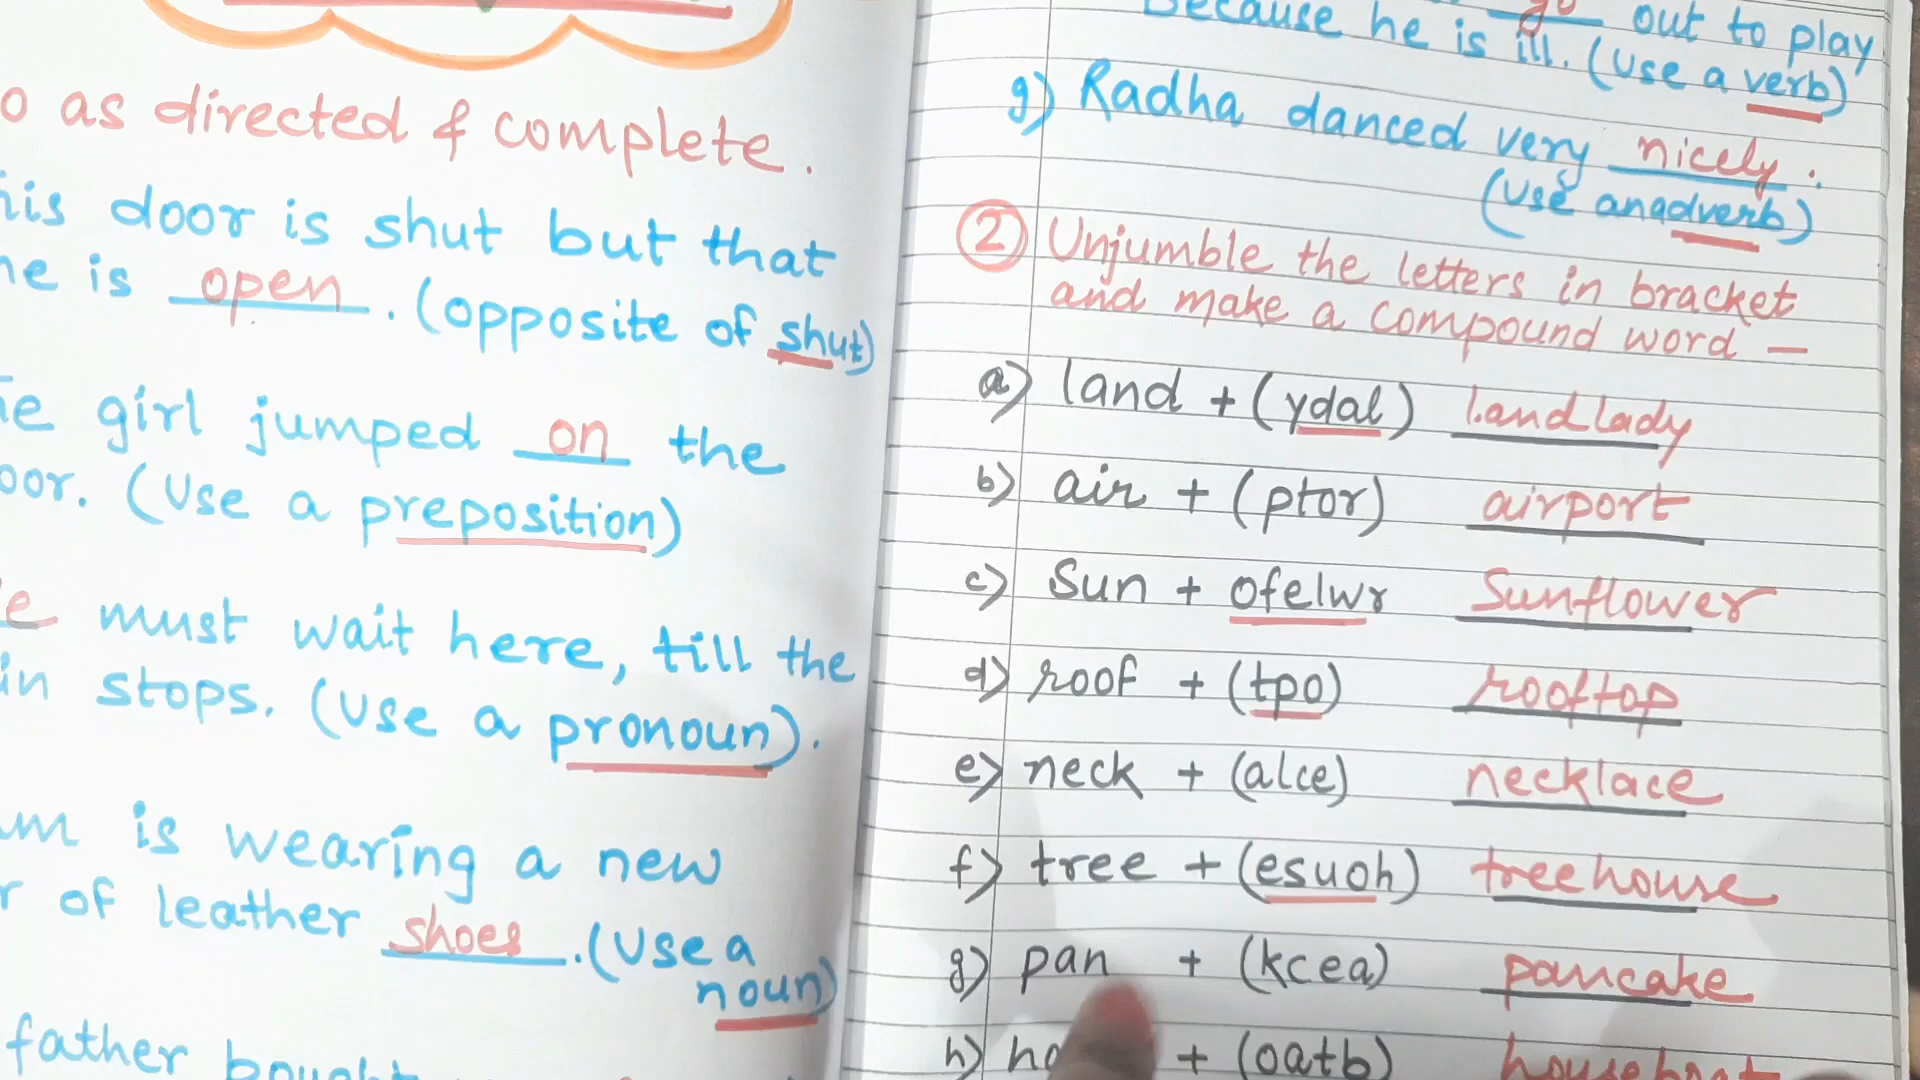 as directed & complete.
his door is shut but that
ne is open. (opposite of shut)
girl jumped on the
oor. (Use a preposition)
e must wait here, till the
in stops. (Use a pronoun).
um is wearing a new
r of leather shoes. (Use a
noun)
father bought
because he is ill. go out to play
(Use a verb)
g) Radha danced very nicely.
(Use an adverb)
2 Unjumble the letters in bracket
and make a compound word —
a) land + (ydal) landlady
b) air + (ptor) airport
c) Sun + ofelwr Sunflower
d) roof + (tpo) rooftop
e) neck + (alce) necklace
f) tree + (esuoh) treehouse
g) pan + (kcea) pancake
h) + (oatb) houseboat